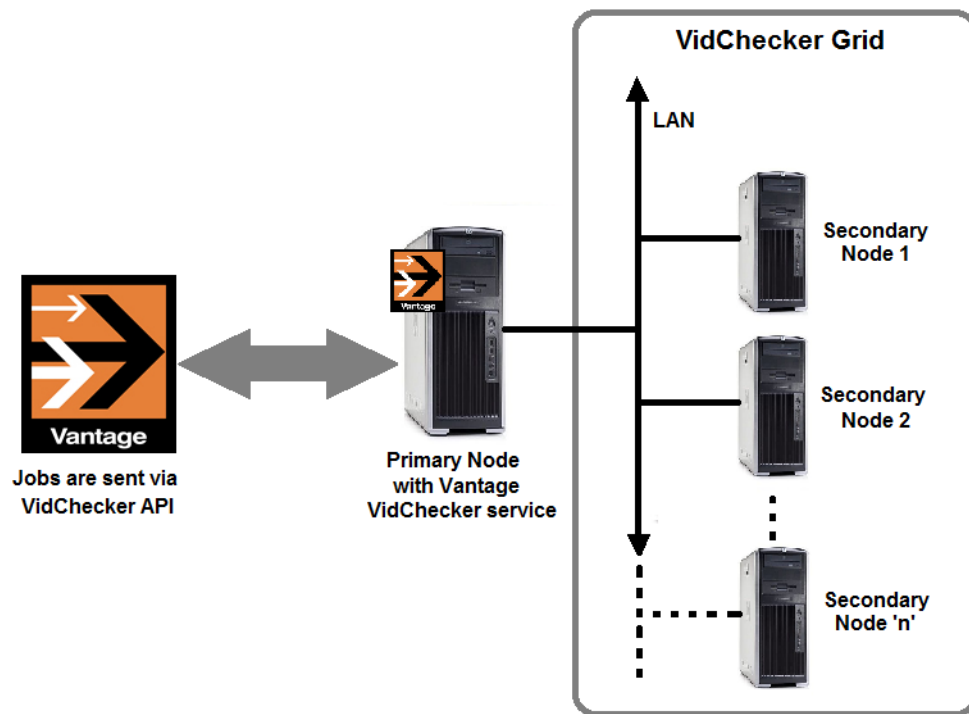 VidChecker Grid
LAN
Secondary
Node 1
Vantage
Secondary
Node 2
Vantage
Jobs are sent via
VidChecker API
Primary Node
with Vantage
VidChecker service
Secondary
Node 'n'